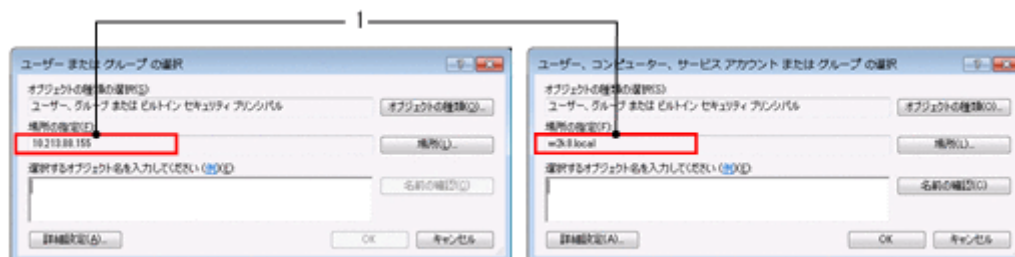 1
ユーザー または グループ の選択
オブジェクトの種類の選択(S)
ユーザー、グループ または ビルトイン セキュリティ プリンシパル
オブジェクトの種類(O)...
場所の指定(F)
10.213.88.155
場所(L)...
選択するオブジェクト名を入力してください (例)(E)
名前の確認(C)
詳細設定(A)...
OK
キャンセル
ユーザー、コンピューター、サービス アカウント または グループ の選択
オブジェクトの種類の選択(S)
ユーザー、グループ または ビルトイン セキュリティ プリンシパル
オブジェクトの種類(O)...
場所の指定(F)
w2k8.local
場所(L)...
選択するオブジェクト名を入力してください (例)(E)
名前の確認(C)
詳細設定(A)...
OK
キャンセル